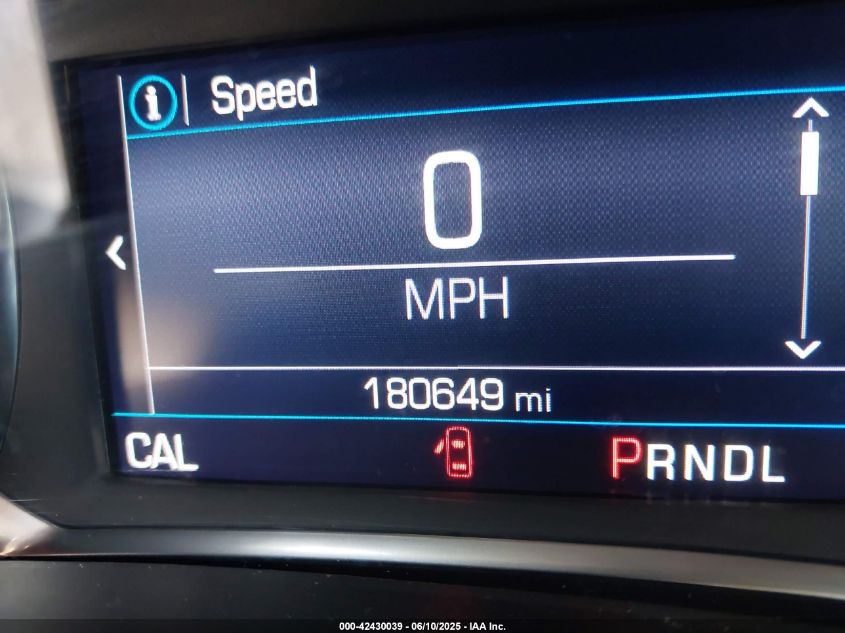 Speed
0
MPH
180649 mi
CAL
PRNDL
000-42430039 - 06/10/2025 - IAA Inc.